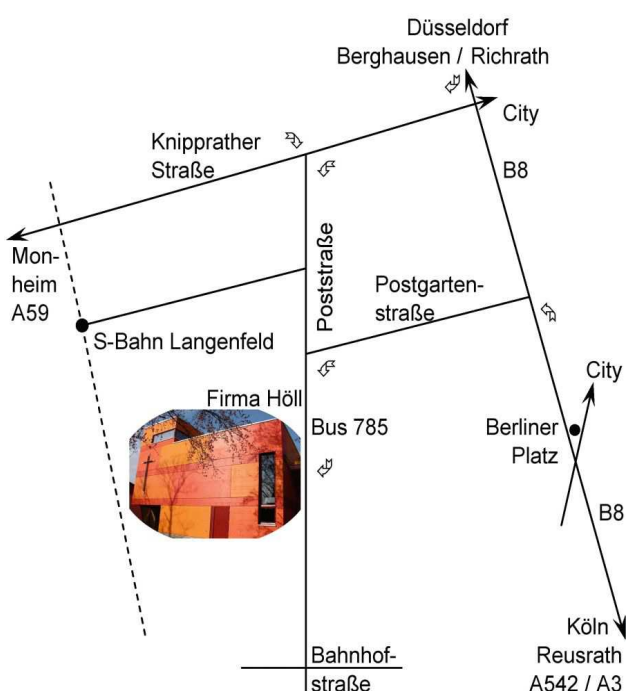 Düsseldorf
Berghausen / Richrath
City
Knipprather
Straße
B8
Mon-
heim
A59
Poststraße
Postgarten-
straße
S-Bahn Langenfeld
Firma Höll
City
Bus 785
Berliner
Platz
B8
Köln
Reusrath
A542 / A3
Bahnhof-
straße